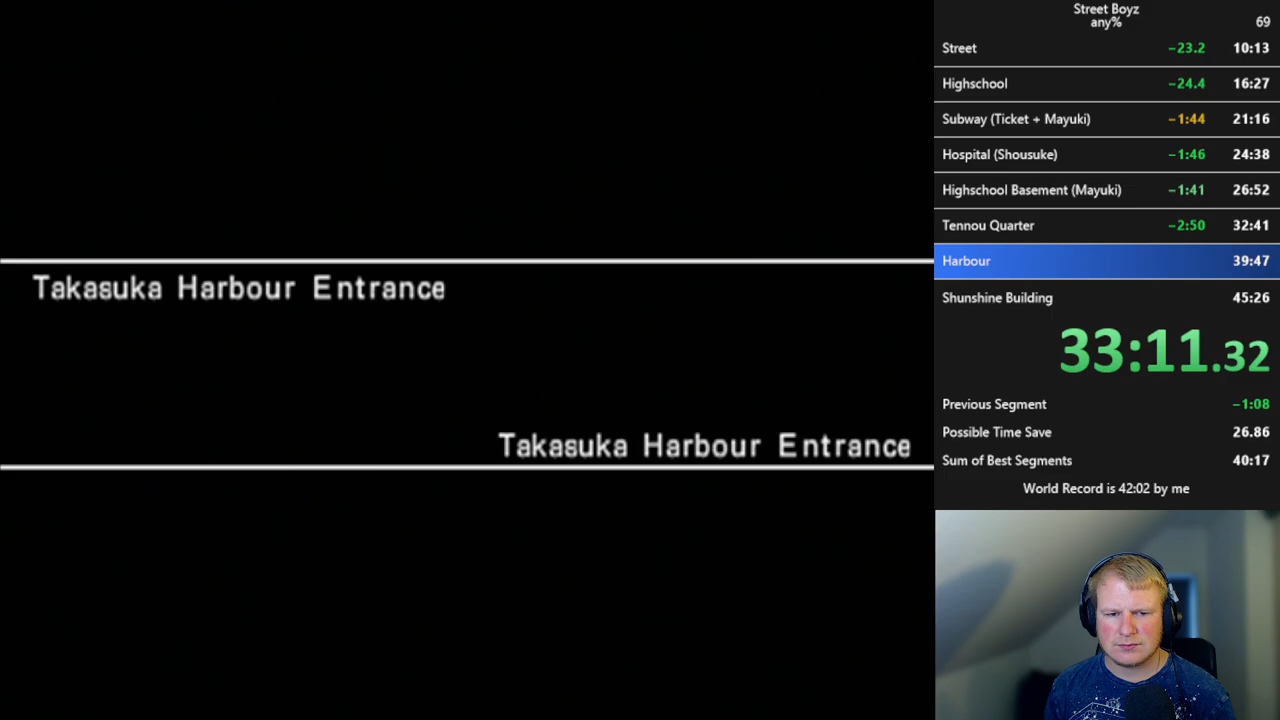 Takasuka Harbour Entrance
Takasuka Harbour Entrance
Street Boyz
any%
69
Street -23.2 10:13
Highschool -24.4 16:27
Subway (Ticket + Mayuki) -1:44 21:16
Hospital (Shousuke) -1:46 24:38
Highschool Basement (Mayuki) -1:41 26:52
Tennou Quarter -2:50 32:41
Harbour 39:47
Shunshine Building 45:26
33:11.32
Previous Segment -1:08
Possible Time Save 26.86
Sum of Best Segments 40:17
World Record is 42:02 by me